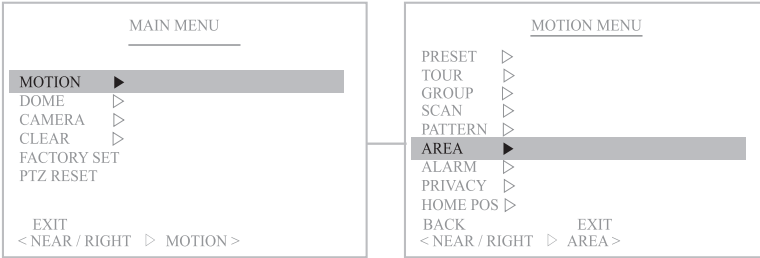 MAIN MENU
MOTION ▶
DOME ▷
CAMERA ▷
CLEAR ▷
FACTORY SET
PTZ RESET
EXIT
< NEAR / RIGHT ▷ MOTION >
MOTION MENU
PRESET ▷
TOUR ▷
GROUP ▷
SCAN ▷
PATTERN ▷
AREA ▶
ALARM ▷
PRIVACY ▷
HOME POS ▷
BACK EXIT
< NEAR / RIGHT ▷ AREA >